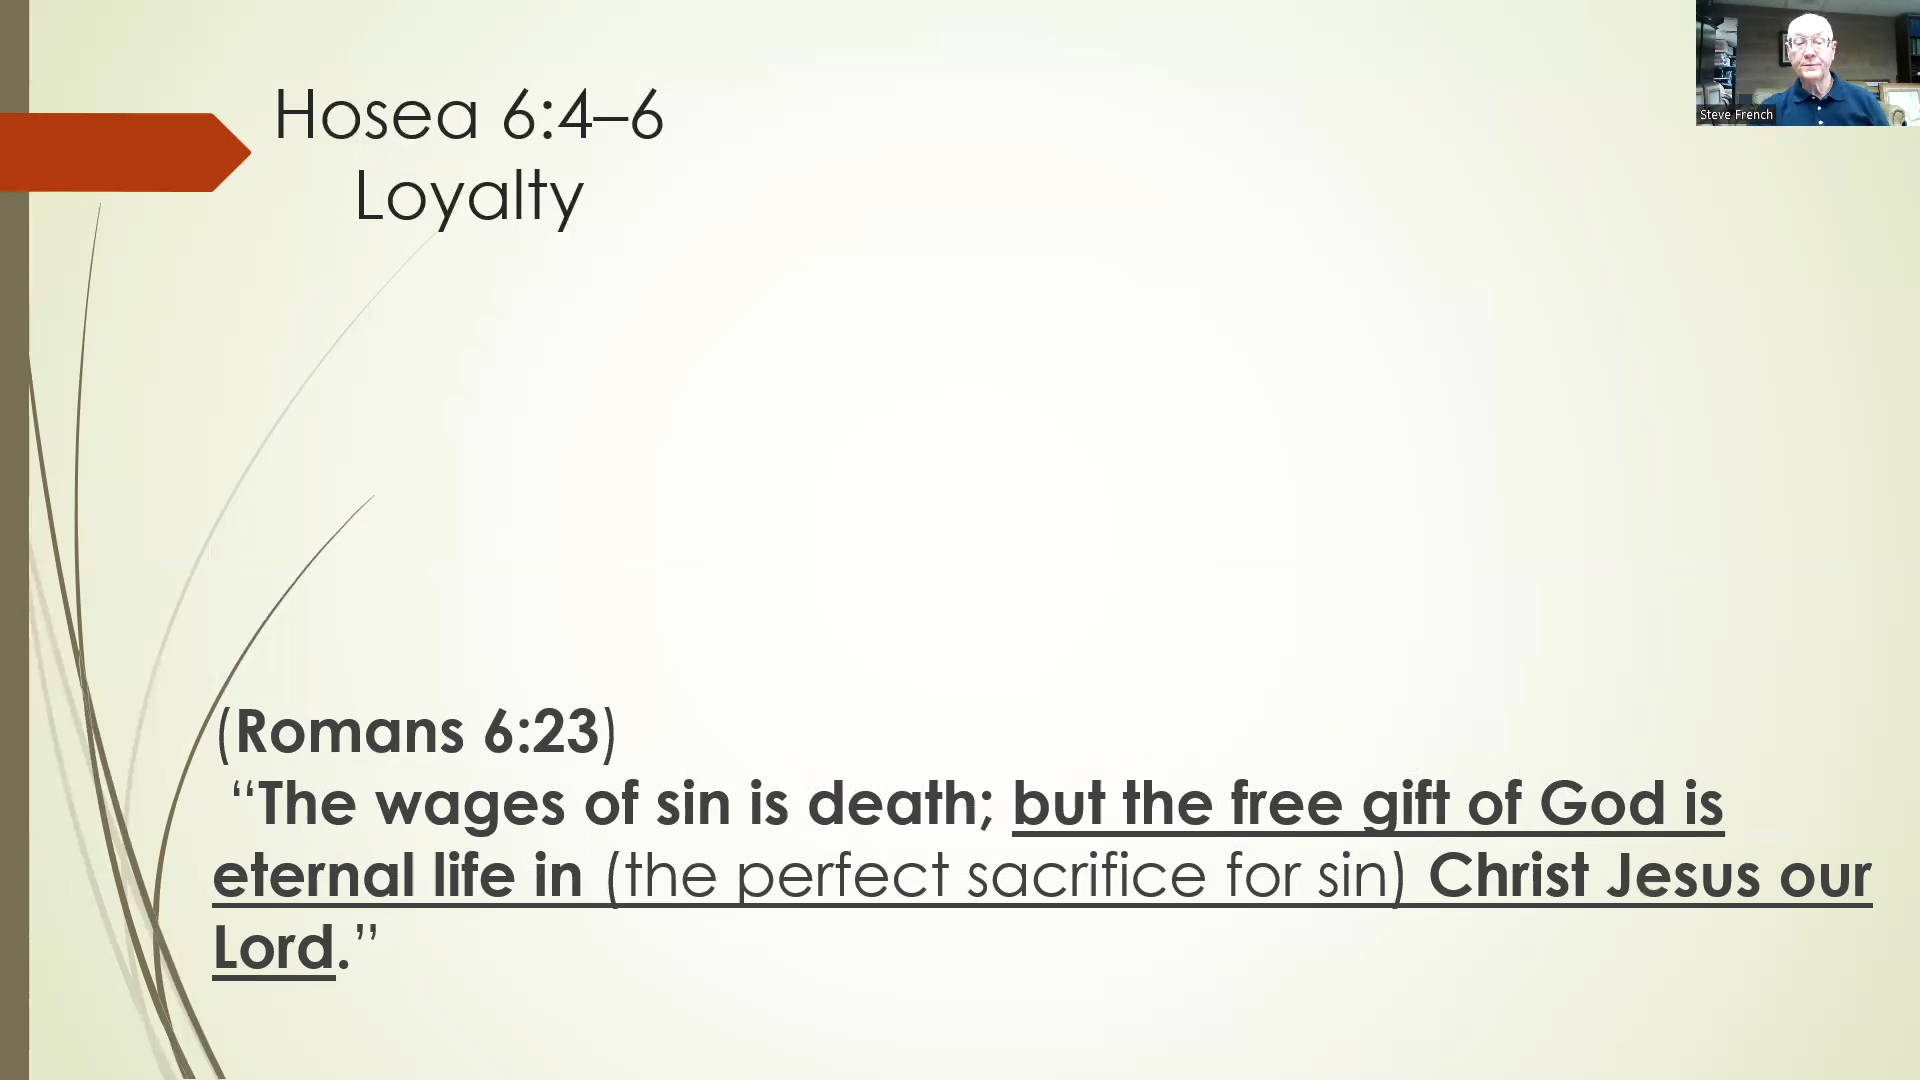 Hosea 6:4–6
Loyalty
Steve French
(Romans 6:23)
“The wages of sin is death; but the free gift of God is
eternal life in (the perfect sacrifice for sin) Christ Jesus our
Lord.”